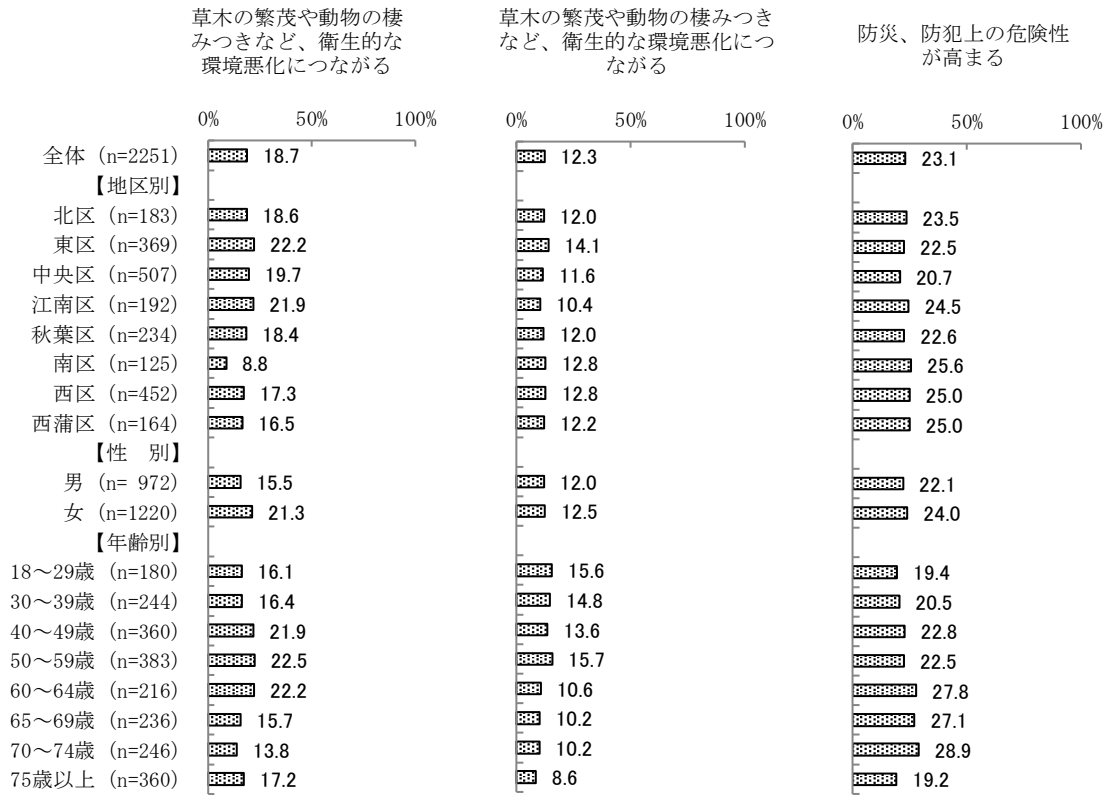 草木の繁茂や動物の棲
みつきなど、衛生的な
環境悪化につながる
草木の繁茂や動物の棲みつき
など、衛生的な環境悪化につ
ながる
防災、防犯上の危険性
が高まる
0% 50% 100% 0% 50% 100% 0% 50% 100%
全体 (n=2251) 18.7 12.3 23.1
【地区別】
北区 (n=183) 18.6 12.0 23.5
東区 (n=369) 22.2 14.1 22.5
中央区 (n=507) 19.7 11.6 20.7
江南区 (n=192) 21.9 10.4 24.5
秋葉区 (n=234) 18.4 12.0 22.6
南区 (n=125) 8.8 12.8 25.6
西区 (n=452) 17.3 12.8 25.0
西蒲区 (n=164) 16.5 12.2 25.0
【性　別】
男 (n= 972) 15.5 12.0 22.1
女 (n=1220) 21.3 12.5 24.0
【年齢別】
18～29歳 (n=180) 16.1 15.6 19.4
30～39歳 (n=244) 16.4 14.8 20.5
40～49歳 (n=360) 21.9 13.6 22.8
50～59歳 (n=383) 22.5 15.7 22.5
60～64歳 (n=216) 22.2 10.6 27.8
65～69歳 (n=236) 15.7 10.2 27.1
70～74歳 (n=246) 13.8 10.2 28.9
75歳以上 (n=360) 17.2 8.6 19.2